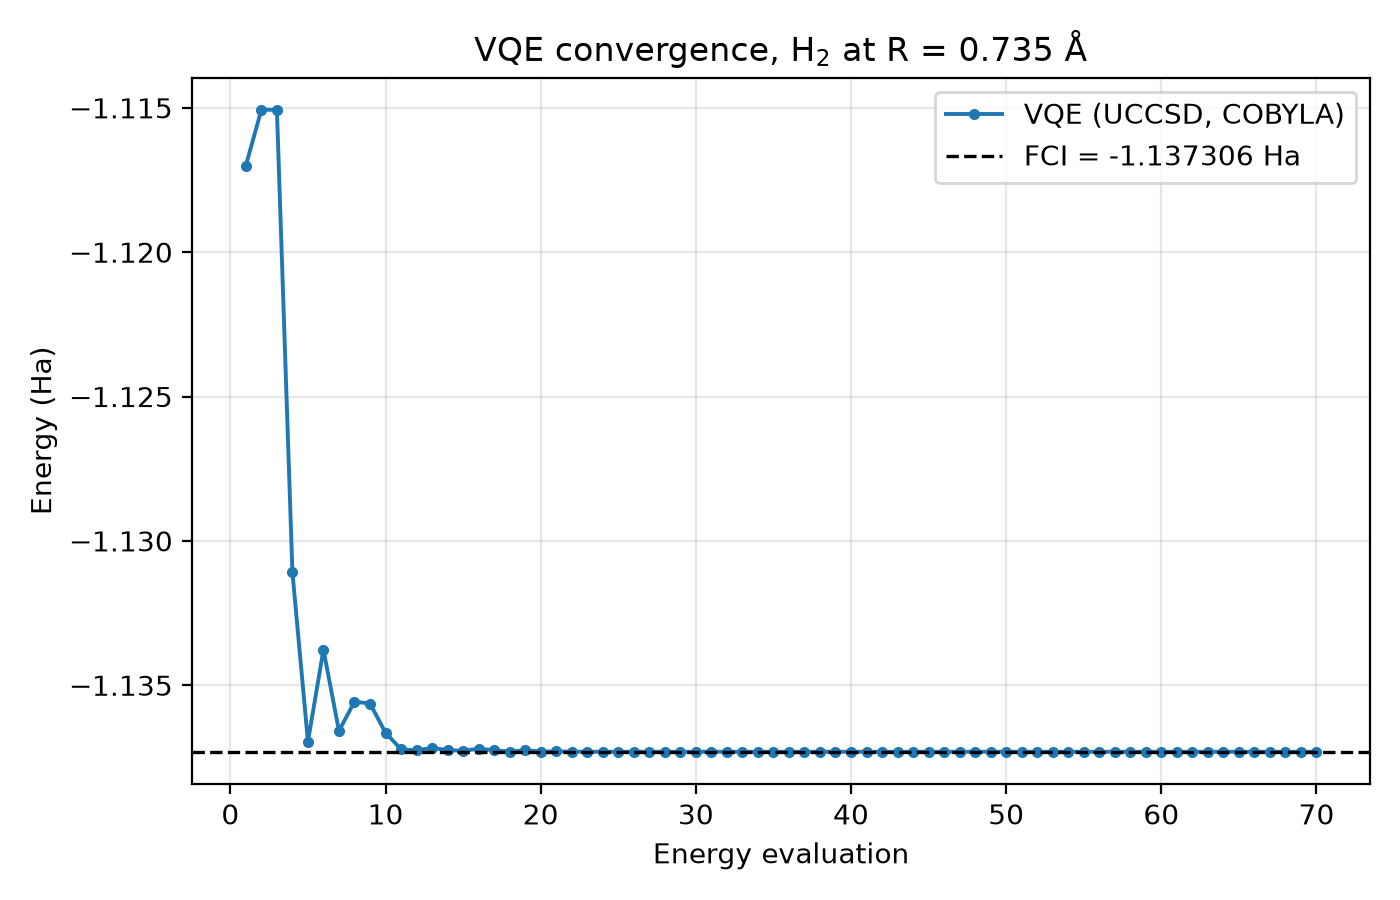 VQE convergence, H₂ at R = 0.735 Å
−1.115
−1.120
−1.125
−1.130
−1.135
Energy (Ha)
VQE (UCCSD, COBYLA)
FCI = -1.137306 Ha
0 10 20 30 40 50 60 70
Energy evaluation